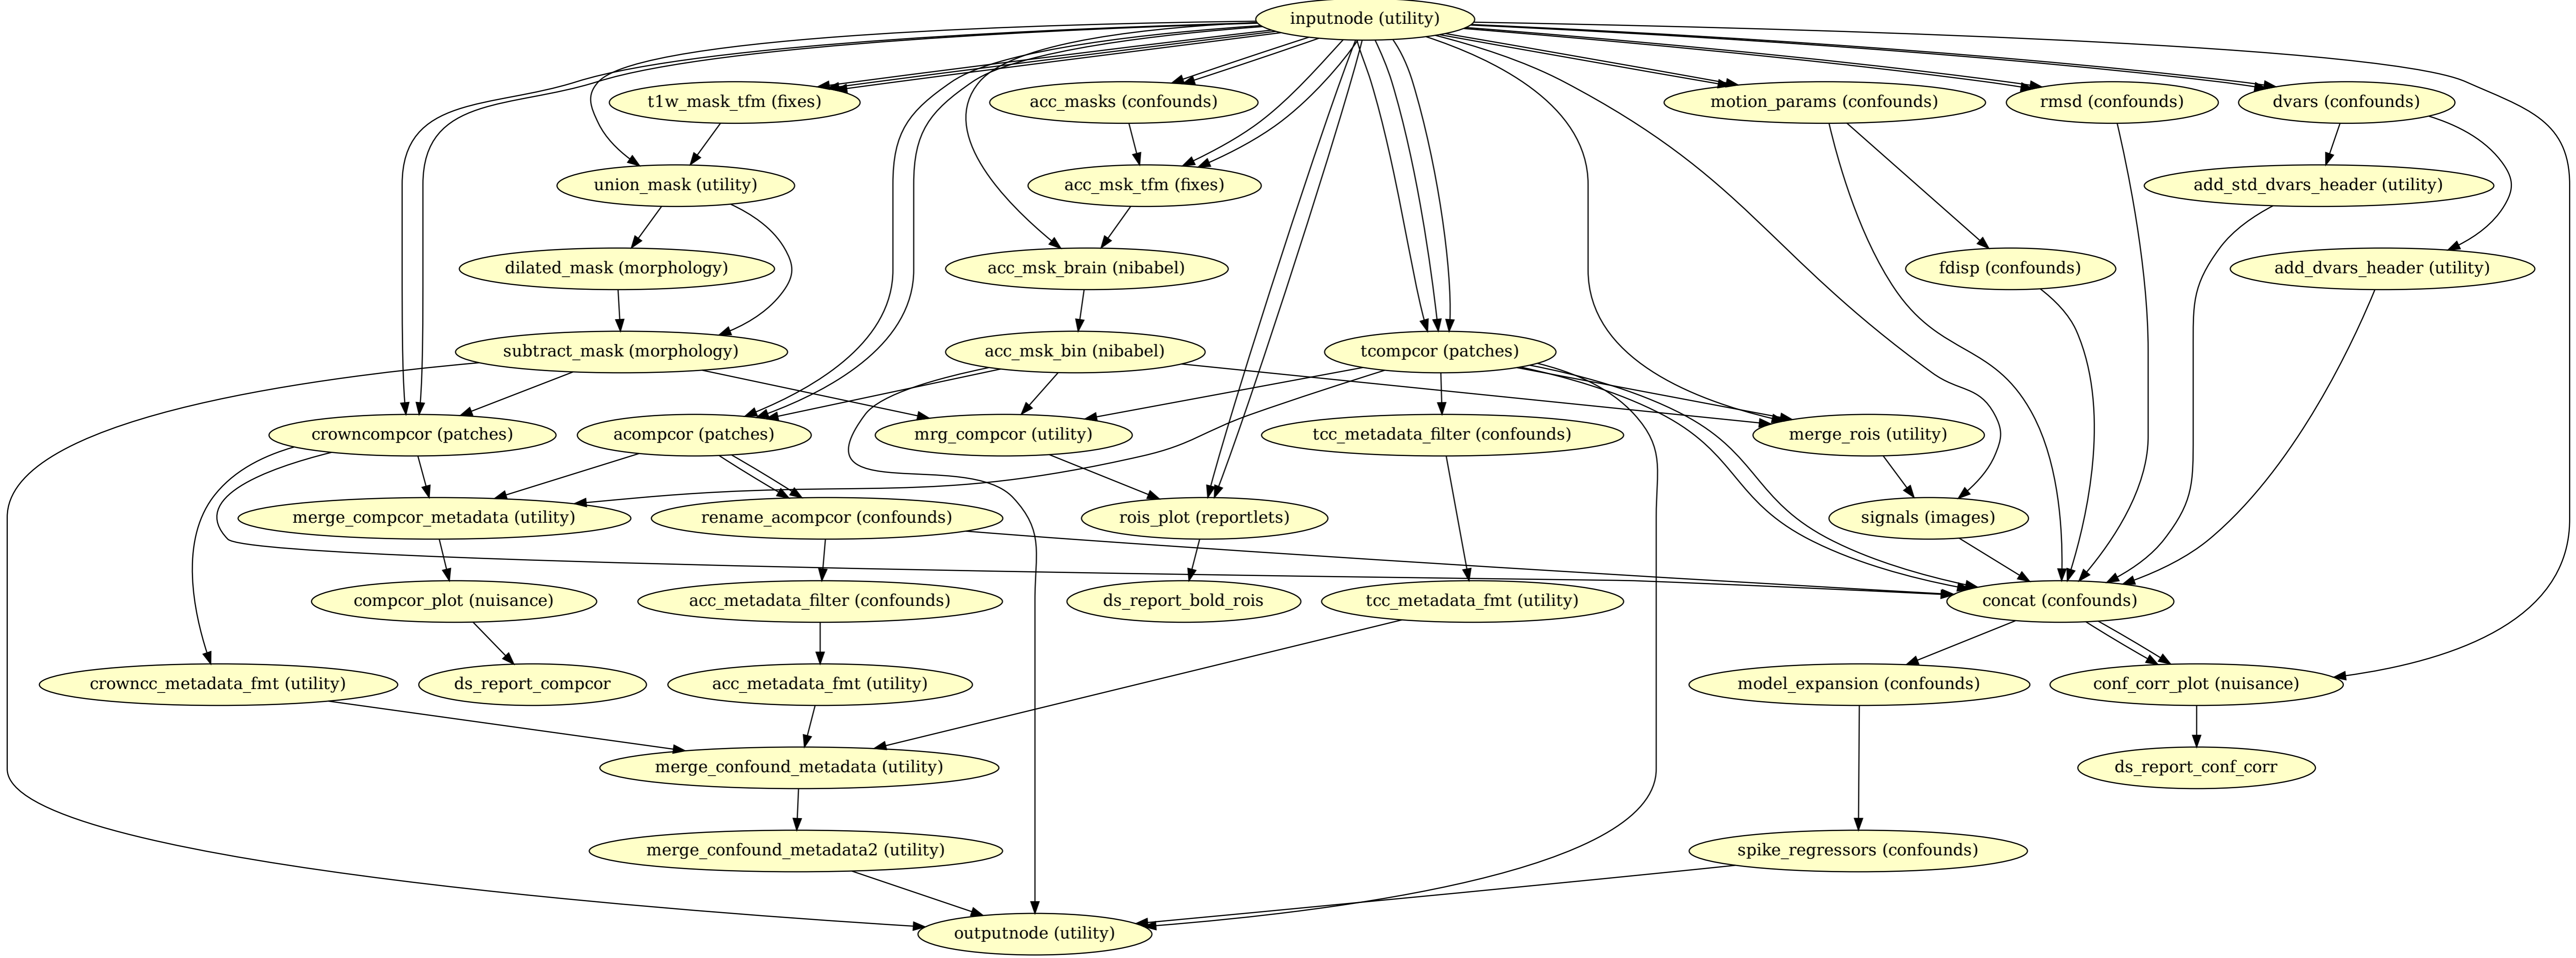 inputnode (utility)
t1w_mask_tfm (fixes)
acc_masks (confounds)
motion_params (confounds)
rmsd (confounds)
dvars (confounds)
union_mask (utility)
acc_msk_tfm (fixes)
add_std_dvars_header (utility)
dilated_mask (morphology)
acc_msk_brain (nibabel)
fdisp (confounds)
add_dvars_header (utility)
subtract_mask (morphology)
acc_msk_bin (nibabel)
tcompcor (patches)
crowncompcor (patches)
acompcor (patches)
mrg_compcor (utility)
tcc_metadata_filter (confounds)
merge_rois (utility)
merge_compcor_metadata (utility)
rename_acompcor (confounds)
rois_plot (reportlets)
signals (images)
compcor_plot (nuisance)
acc_metadata_filter (confounds)
ds_report_bold_rois
tcc_metadata_fmt (utility)
concat (confounds)
crowncc_metadata_fmt (utility)
ds_report_compcor
acc_metadata_fmt (utility)
model_expansion (confounds)
conf_corr_plot (nuisance)
merge_confound_metadata (utility)
ds_report_conf_corr
merge_confound_metadata2 (utility)
spike_regressors (confounds)
outputnode (utility)